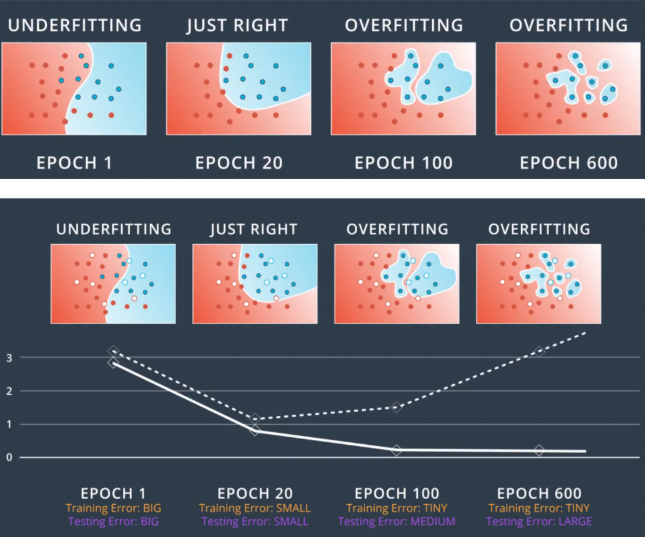 UNDERFITTING JUST RIGHT OVERFITTING OVERFITTING
EPOCH 1 EPOCH 20 EPOCH 100 EPOCH 600
UNDERFITTING JUST RIGHT OVERFITTING OVERFITTING
3
2
1
0
EPOCH 1 EPOCH 20 EPOCH 100 EPOCH 600
Training Error: BIG Training Error: SMALL Training Error: TINY Training Error: TINY
Testing Error: BIG Testing Error: SMALL Testing Error: MEDIUM Testing Error: LARGE